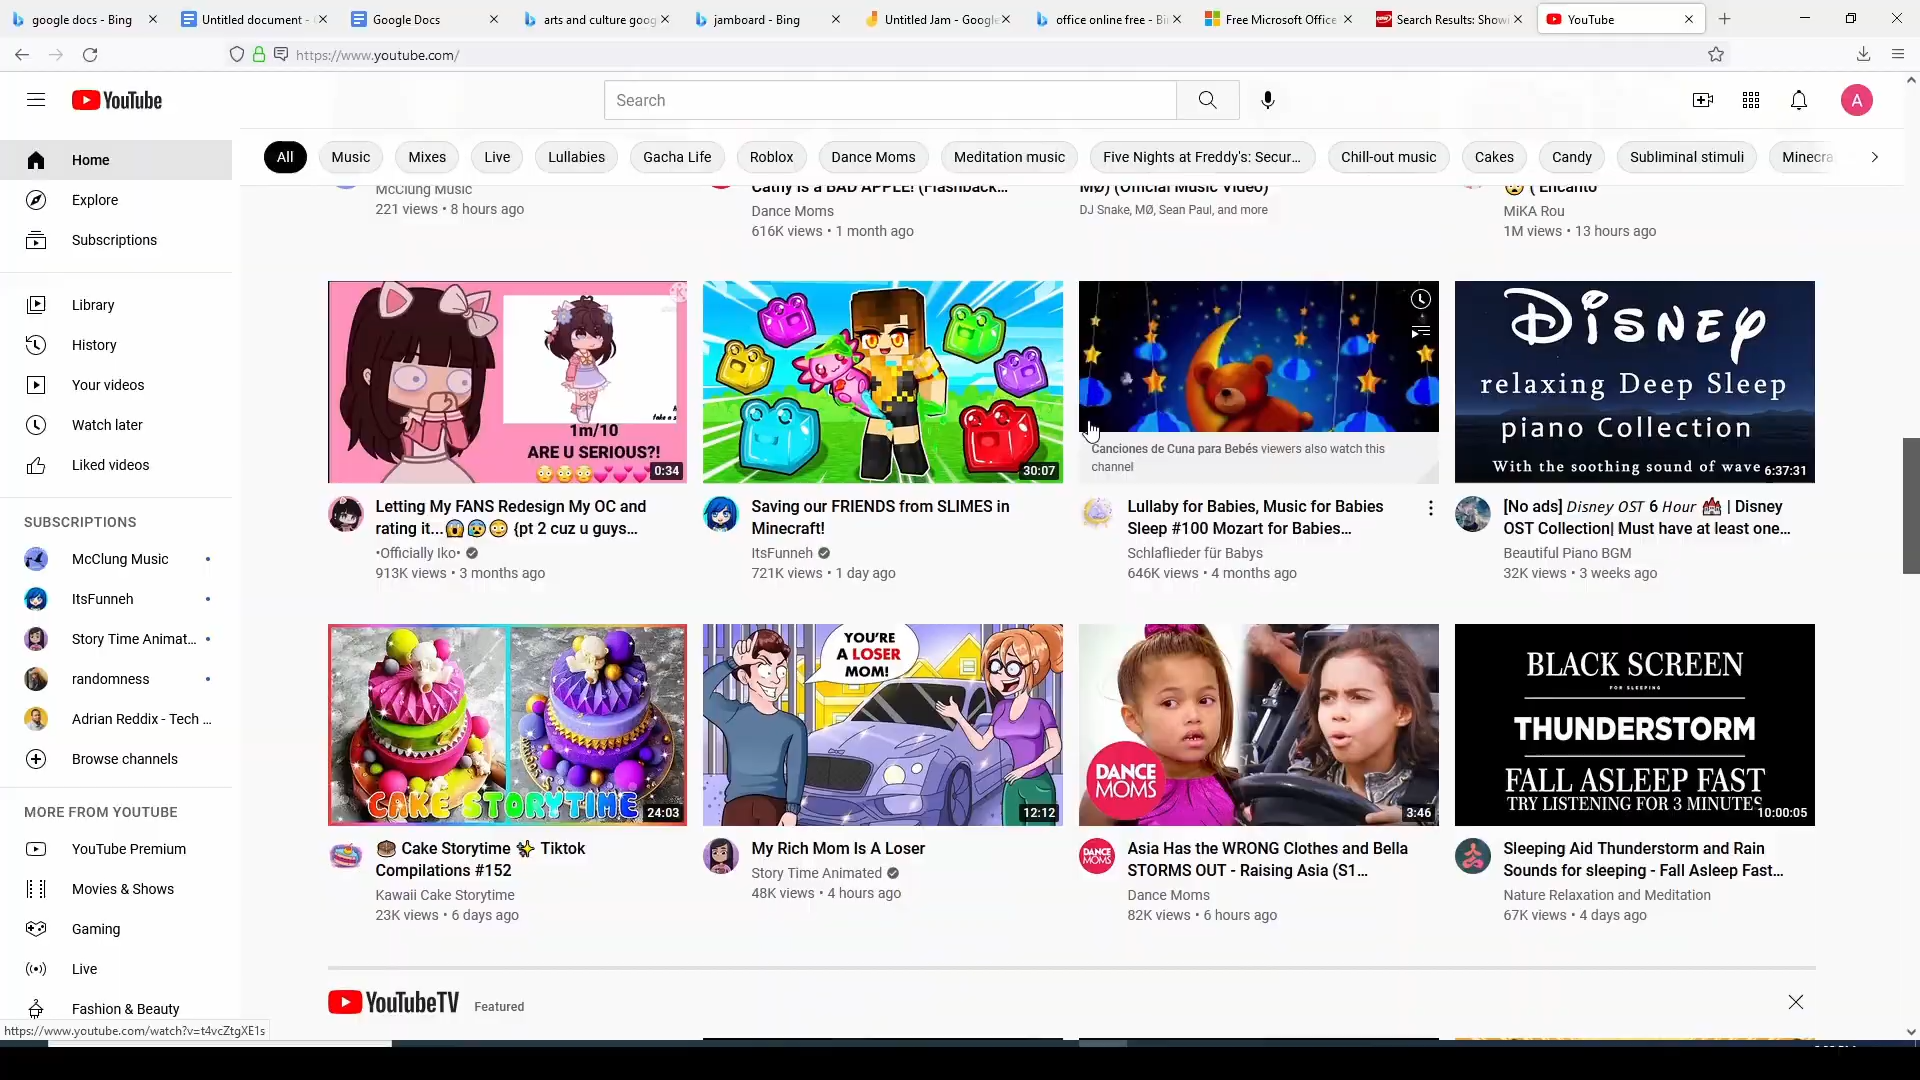 google docs - Bing
Untitled document -
Google Docs
arts and culture goog
jamboard - Bing
Untitled Jam - Google
office online free - Bi
Free Microsoft Office
Search Results: Show
YouTube
https://www.youtube.com/
YouTube
Search
A
Home
Explore
Subscriptions
Library
History
Your videos
Watch later
Liked videos
SUBSCRIPTIONS
McClung Music
ItsFunneh
Story Time Animat...
randomness
Adrian Reddix - Tech ...
Browse channels
MORE FROM YOUTUBE
YouTube Premium
Movies & Shows
Gaming
Live
Fashion & Beauty
https://www.youtube.com/watch?v=t4vcZtgXE1s
All
Music
Mixes
Live
Lullabies
Gacha Life
Roblox
Dance Moms
Meditation music
Five Nights at Freddy's: Secur...
Chill-out music
Cakes
Candy
Subliminal stimuli
Minecra
McClung Music
221 views • 8 hours ago
Cathy is a BAD APPLE! (Flashback...
Dance Moms
616K views • 1 month ago
MØ) (Official Music Video)
DJ Snake, MØ, Sean Paul, and more
( Encanto
MiKA Rou
1M views • 13 hours ago
1m/10
ARE U SERIOUS?!
0:34
Letting My FANS Redesign My OC and
rating it...😱😰😳 {pt 2 cuz u guys...
•Officially Iko•
913K views • 3 months ago
30:07
Saving our FRIENDS from SLIMES in
Minecraft!
ItsFunneh
721K views • 1 day ago
Canciones de Cuna para Bebés viewers also watch this
channel
Lullaby for Babies, Music for Babies
Sleep #100 Mozart for Babies...
Schlaflieder für Babys
646K views • 4 months ago
Disney
relaxing Deep Sleep
piano Collection
With the soothing sound of wave
6:37:31
[No ads] Disney OST 6 Hour 🏰 | Disney
OST Collection| Must have at least one...
Beautiful Piano BGM
32K views • 3 weeks ago
CAKE STORYTIME
24:03
🎂 Cake Storytime ✨ Tiktok
Compilations #152
Kawaii Cake Storytime
23K views • 6 days ago
YOU'RE
A LOSER
MOM!
12:12
My Rich Mom Is A Loser
Story Time Animated
48K views • 4 hours ago
DANCE
MOMS
3:46
DANCE
MOMS
Asia Has the WRONG Clothes and Bella
STORMS OUT - Raising Asia (S1...
Dance Moms
82K views • 6 hours ago
BLACK SCREEN
FOR SLEEPING
THUNDERSTORM
FALL ASLEEP FAST
TRY LISTENING FOR 3 MINUTES
10:00:05
Sleeping Aid Thunderstorm and Rain
Sounds for sleeping - Fall Asleep Fast...
Nature Relaxation and Meditation
67K views • 4 days ago
YouTubeTV
Featured